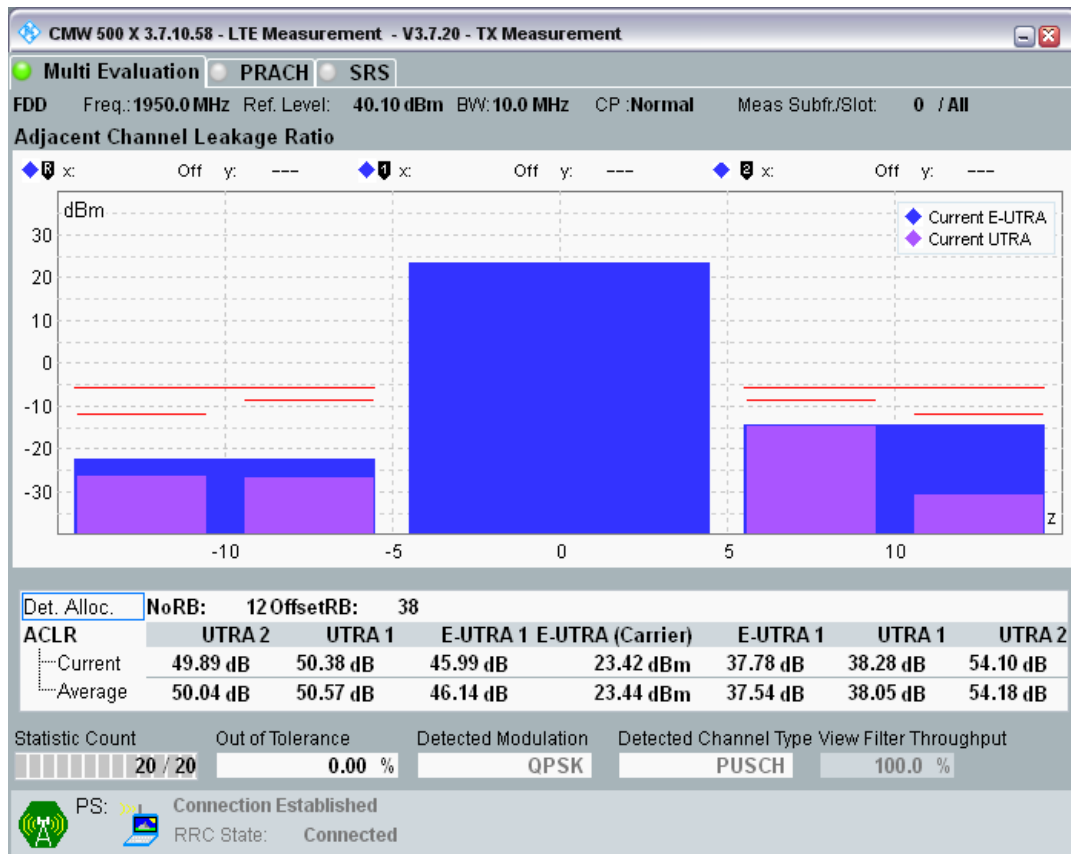 CMW 500 X 3.7.10.58 - LTE Measurement - V3.7.20 - TX Measurement
Multi Evaluation PRACH SRS
FDD Freq.: 1950.0 MHz Ref. Level: 40.10 dBm BW: 10.0 MHz CP :Normal Meas Subfr./Slot: 0 / All
Adjacent Channel Leakage Ratio
R x: Off y: --- 1 x: Off y: --- 2 x: Off y: ---
dBm
Current E-UTRA
Current UTRA
30
20
10
0
-10
-20
-30
z
-10 -5 0 5 10
Det. Alloc. NoRB: 12 OffsetRB: 38
ACLR UTRA 2 UTRA 1 E-UTRA 1 E-UTRA (Carrier) E-UTRA 1 UTRA 1 UTRA 2
Current 49.89 dB 50.38 dB 45.99 dB 23.42 dBm 37.78 dB 38.28 dB 54.10 dB
Average 50.04 dB 50.57 dB 46.14 dB 23.44 dBm 37.54 dB 38.05 dB 54.18 dB
Statistic Count Out of Tolerance Detected Modulation Detected Channel Type View Filter Throughput
20 / 20 0.00 % QPSK PUSCH 100.0 %
PS: Connection Established
RRC State: Connected